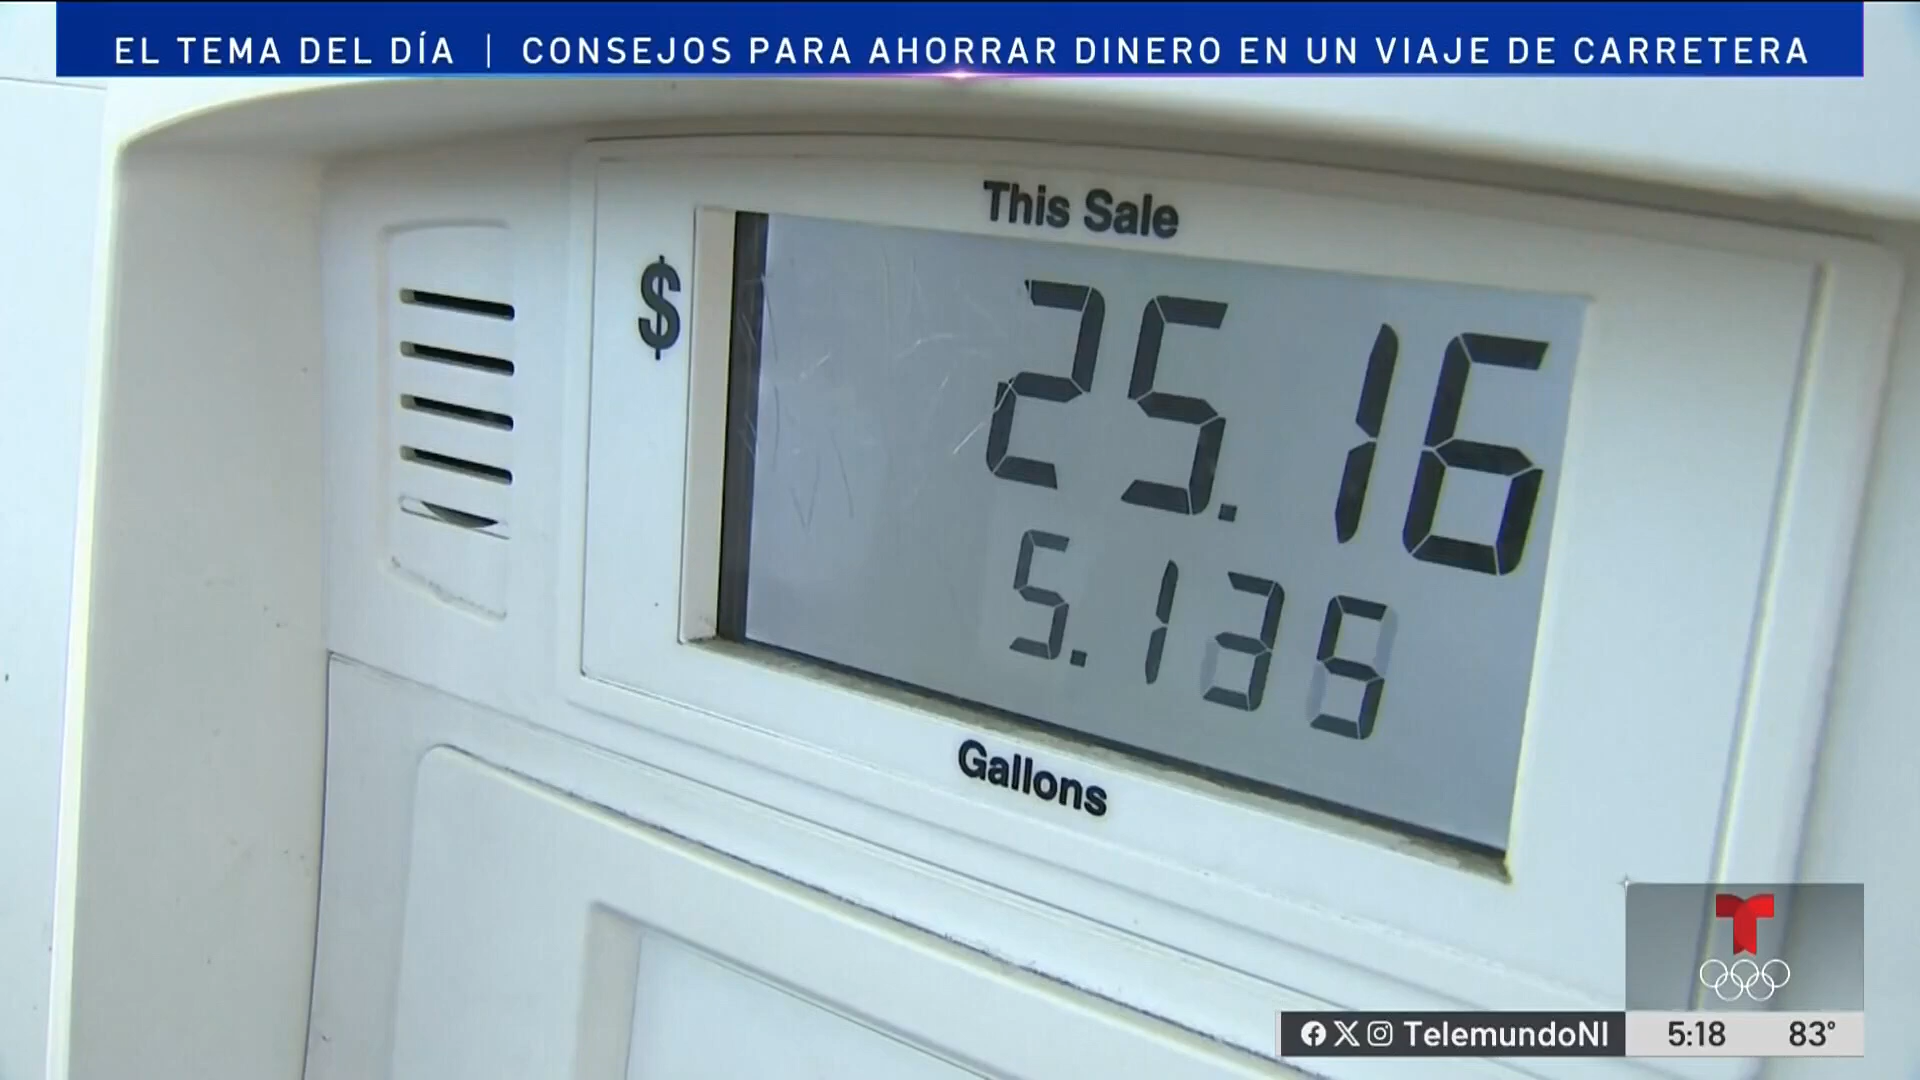 EL TEMA DEL DÍA | CONSEJOS PARA AHORRAR DINERO EN UN VIAJE DE CARRETERA
This Sale
$ 25.16
5.135
Gallons
TelemundoNI
5:18 83°